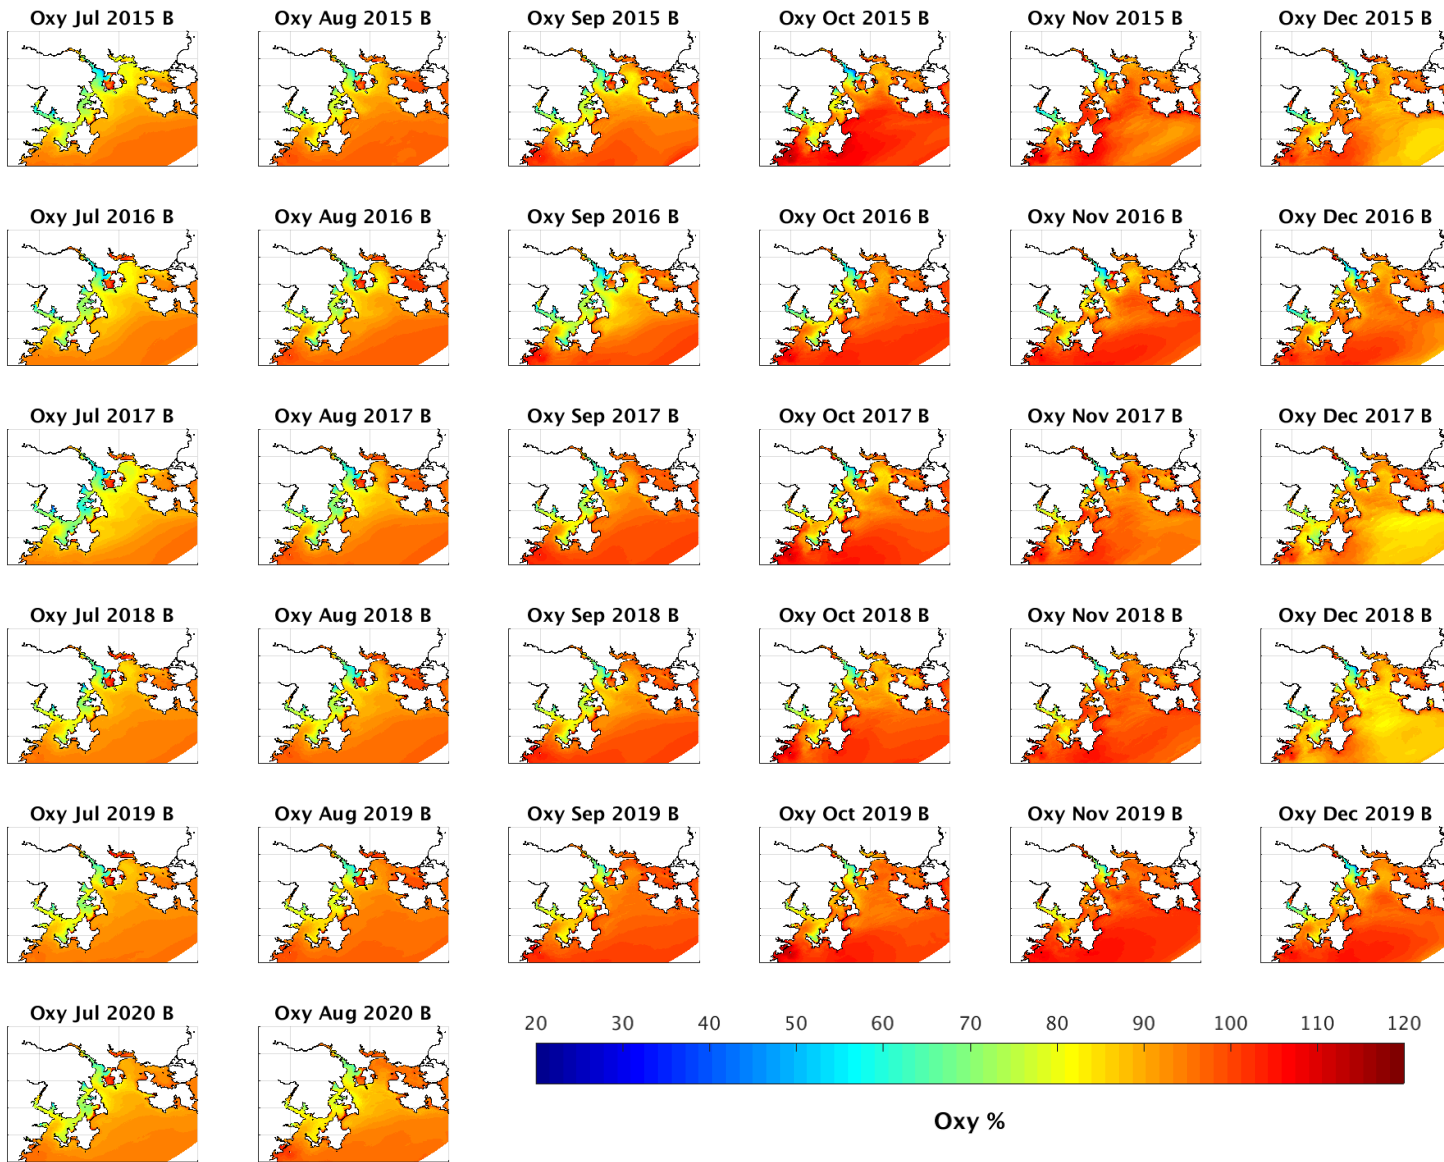 Oxy Jul 2015 B
Oxy Aug 2015 B
Oxy Sep 2015 B
Oxy Oct 2015 B
Oxy Nov 2015 B
Oxy Dec 2015 B
Oxy Jul 2016 B
Oxy Aug 2016 B
Oxy Sep 2016 B
Oxy Oct 2016 B
Oxy Nov 2016 B
Oxy Dec 2016 B
Oxy Jul 2017 B
Oxy Aug 2017 B
Oxy Sep 2017 B
Oxy Oct 2017 B
Oxy Nov 2017 B
Oxy Dec 2017 B
Oxy Jul 2018 B
Oxy Aug 2018 B
Oxy Sep 2018 B
Oxy Oct 2018 B
Oxy Nov 2018 B
Oxy Dec 2018 B
Oxy Jul 2019 B
Oxy Aug 2019 B
Oxy Sep 2019 B
Oxy Oct 2019 B
Oxy Nov 2019 B
Oxy Dec 2019 B
Oxy Jul 2020 B
Oxy Aug 2020 B
20 30 40 50 60 70 80 90 100 110 120
Oxy %